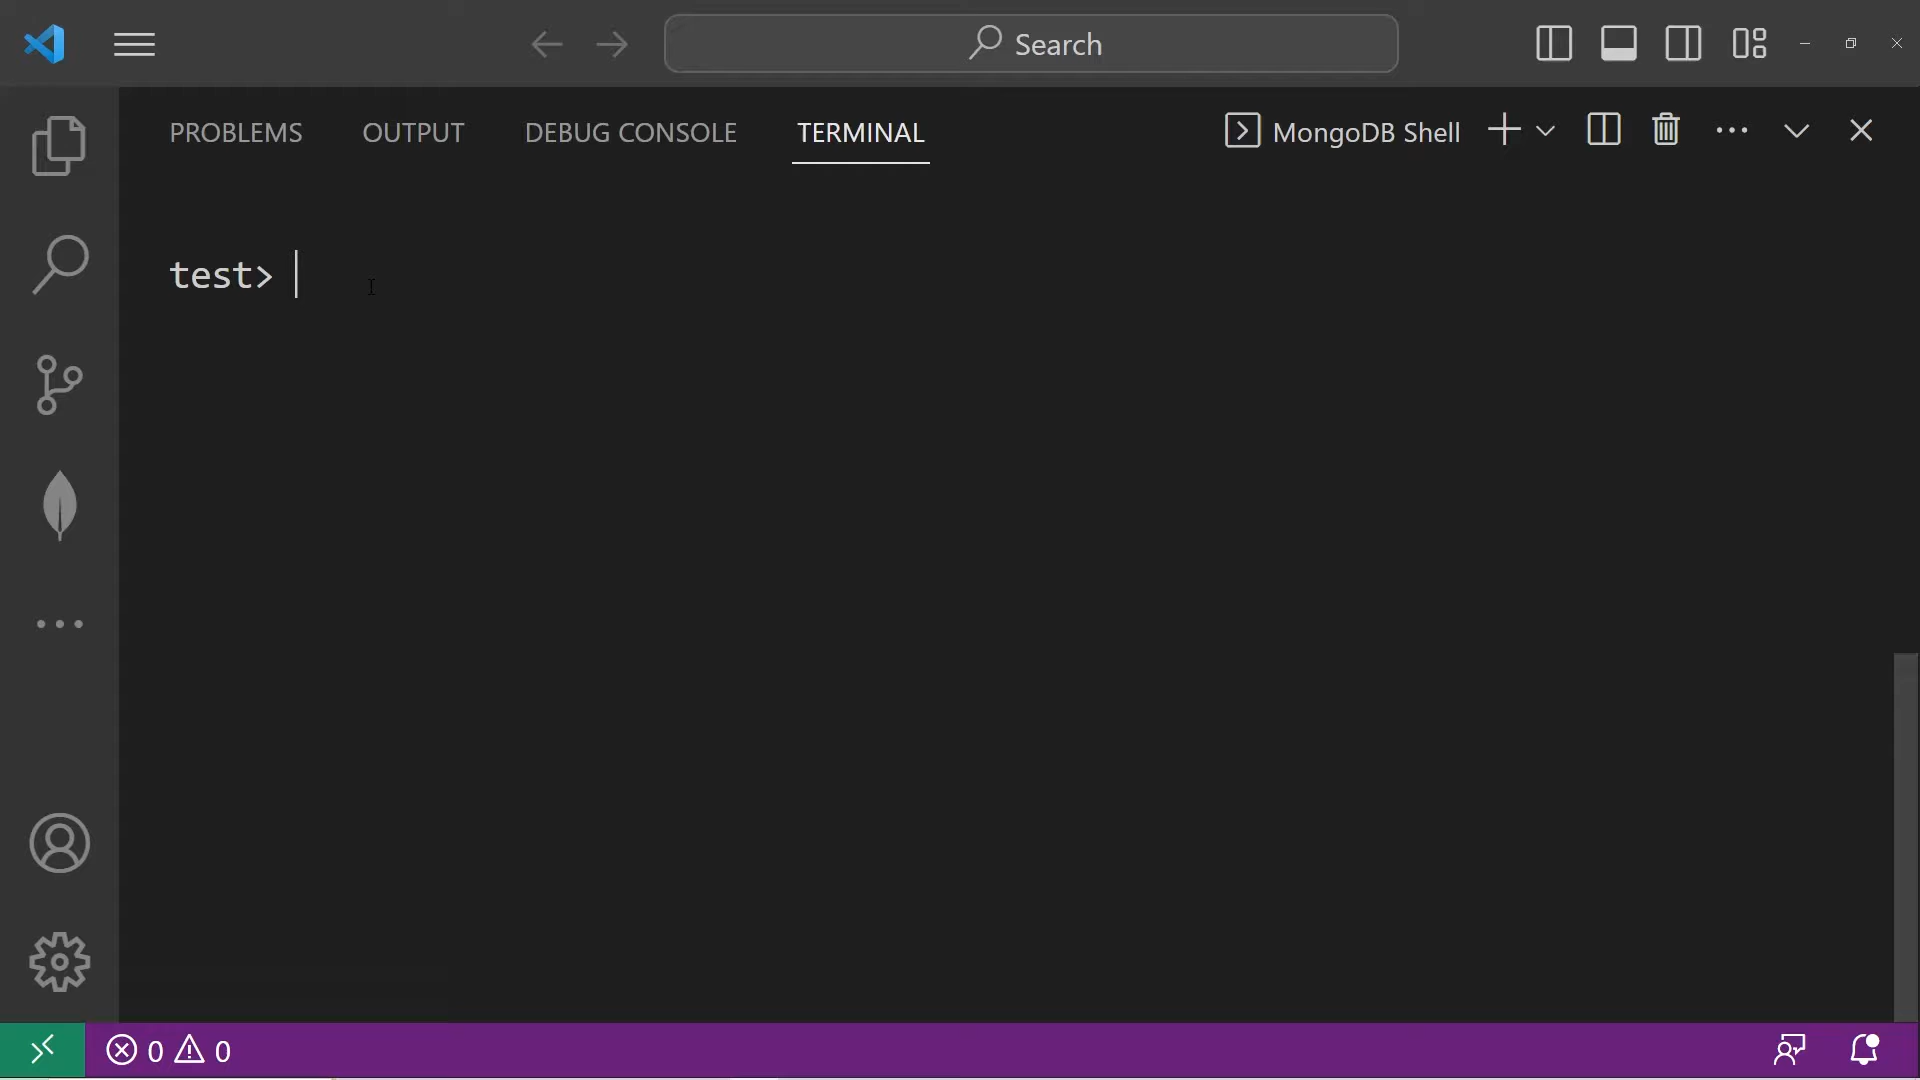 Search
PROBLEMS OUTPUT DEBUG CONSOLE TERMINAL MongoDB Shell
test>
0 0